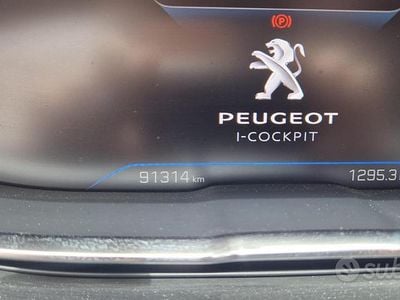 (P)
PEUGEOT
I-COCKPIT
91314 km 1295.3